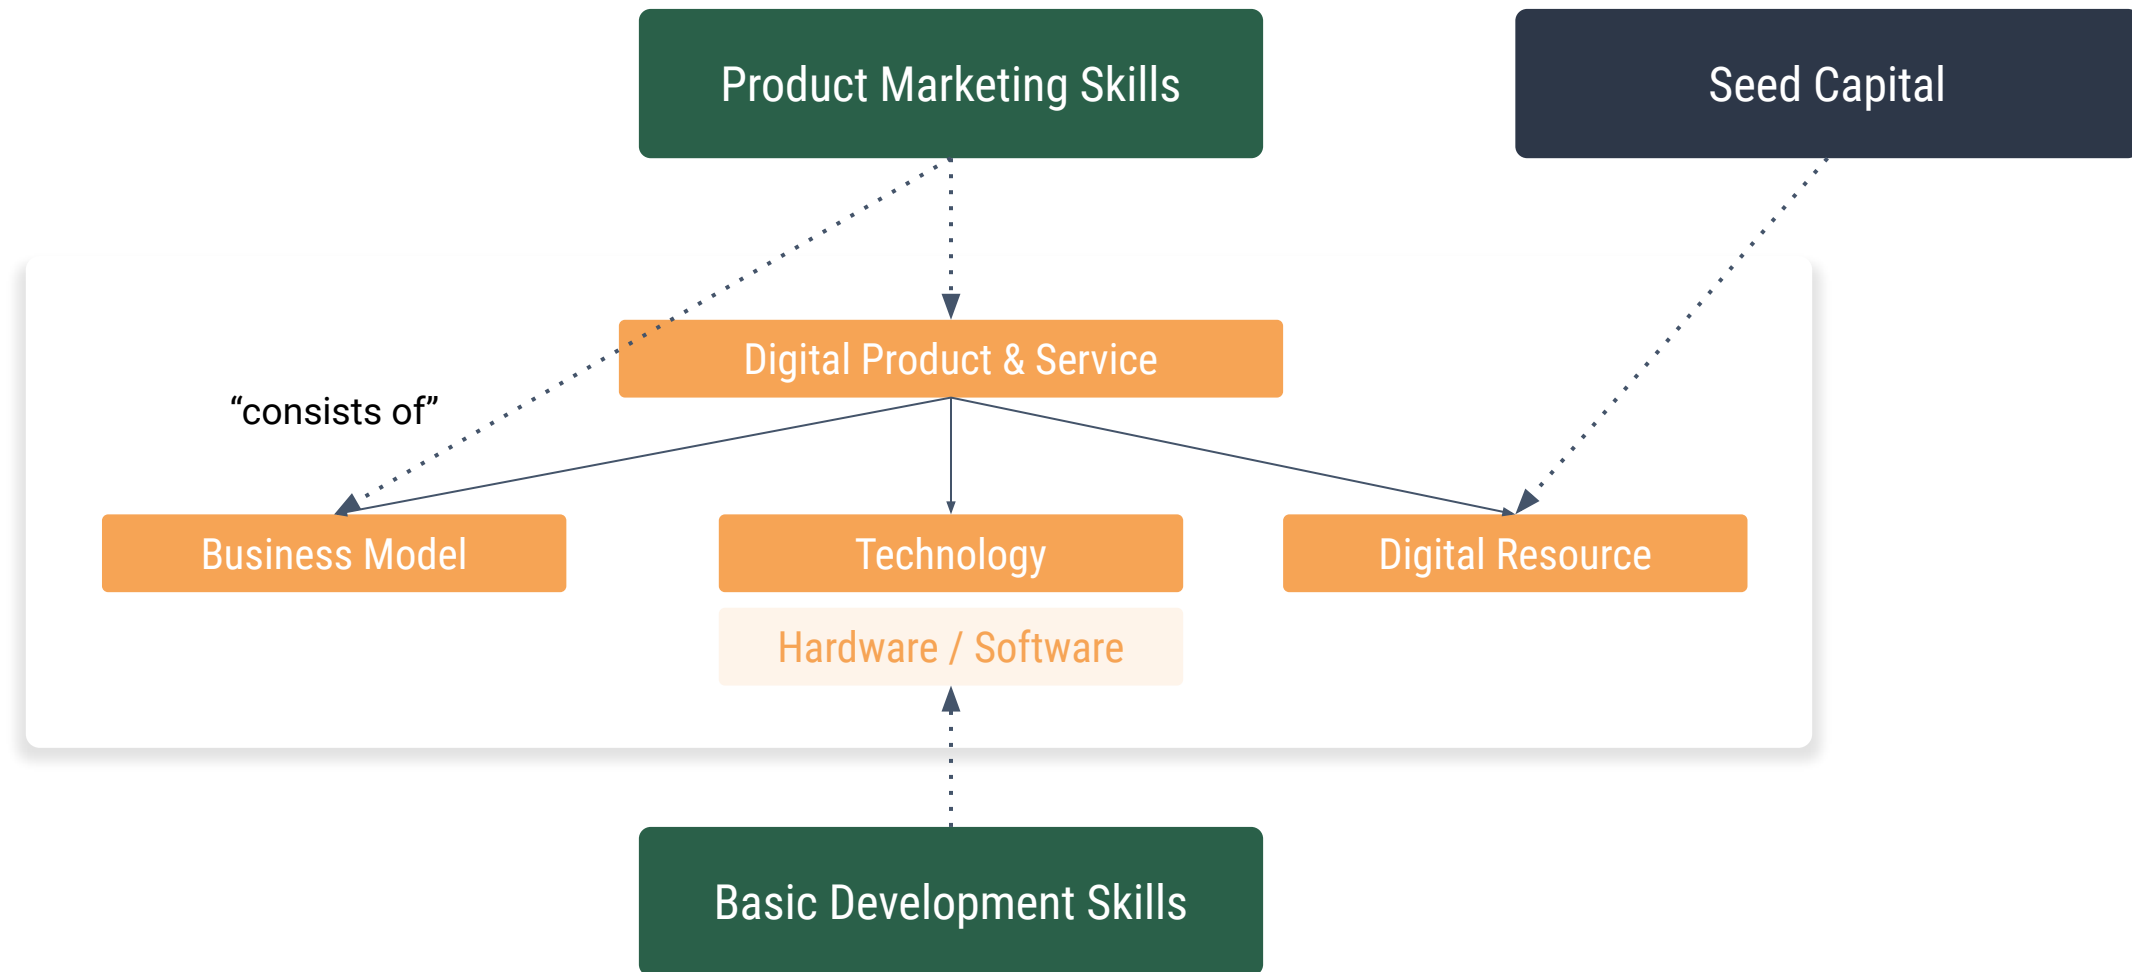 Product Marketing Skills
Seed Capital
Digital Product & Service
“consists of”
Business Model
Technology
Digital Resource
Hardware / Software
Basic Development Skills